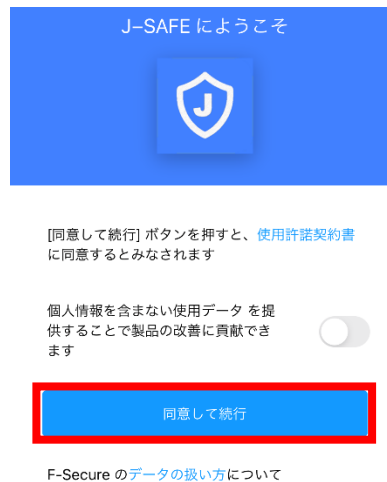 J–SAFE にようこそ
J
[同意して続行] ボタンを押すと、使用許諾契約書
に同意するとみなされます
個人情報を含まない使用データ を提
供することで製品の改善に貢献でき
ます
同意して続行
F-Secure のデータの扱い方について